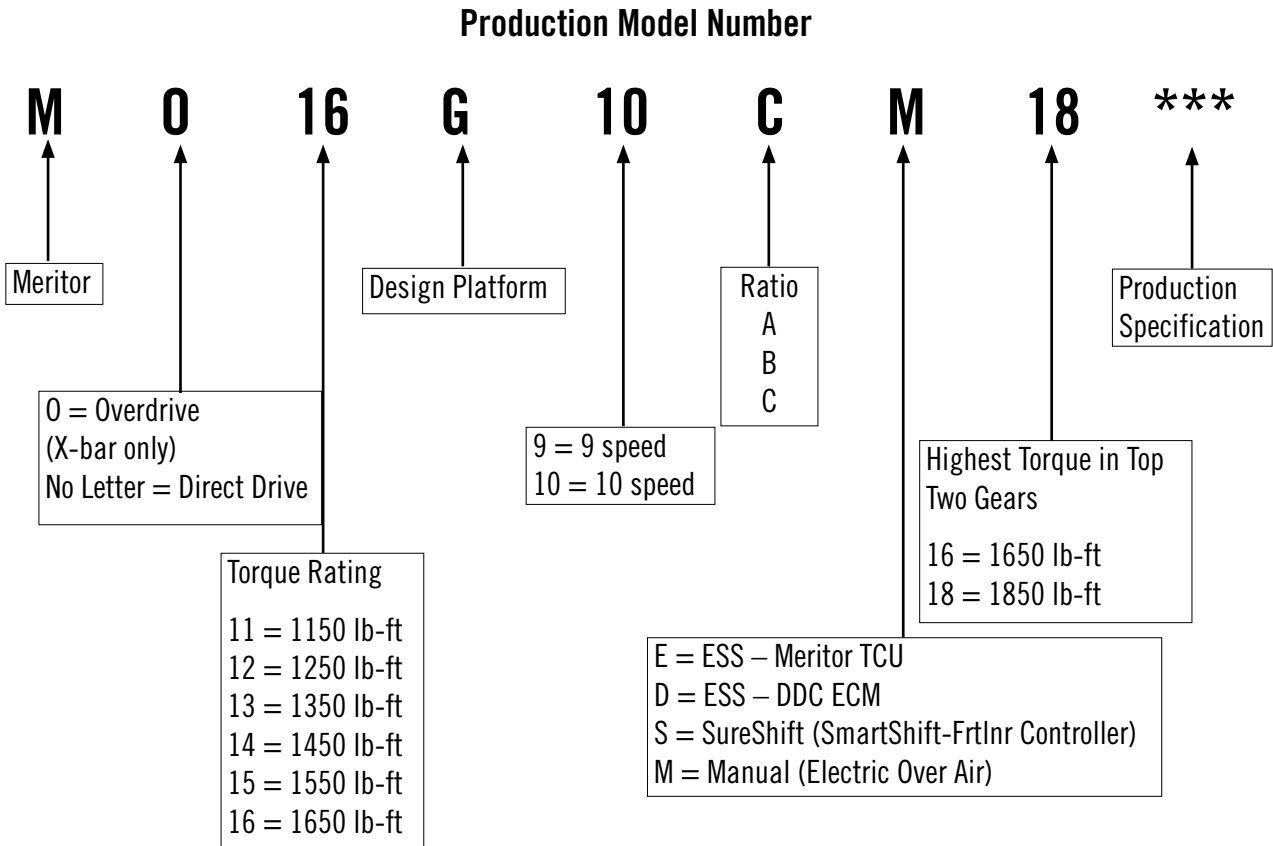 Production Model Number
M O 16 G 10 C M 18 ***
Meritor
Design Platform
Ratio
A
B
C
Production
Specification
O = Overdrive
(X-bar only)
No Letter = Direct Drive
9 = 9 speed
10 = 10 speed
Highest Torque in Top
Two Gears
16 = 1650 lb-ft
18 = 1850 lb-ft
Torque Rating
11 = 1150 lb-ft
12 = 1250 lb-ft
13 = 1350 lb-ft
14 = 1450 lb-ft
15 = 1550 lb-ft
16 = 1650 lb-ft
E = ESS – Meritor TCU
D = ESS – DDC ECM
S = SureShift (SmartShift-Frtlnr Controller)
M = Manual (Electric Over Air)